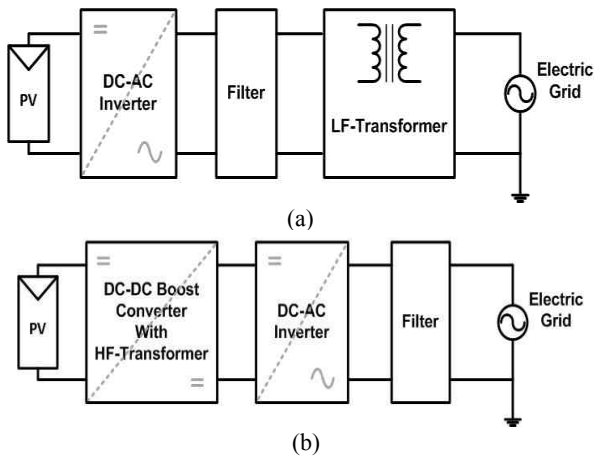 PV
DC-AC
Inverter
Filter
LF-Transformer
Electric
Grid
(a)
PV
DC-DC Boost
Converter
With
HF-Transformer
DC-AC
Inverter
Filter
Electric
Grid
(b)